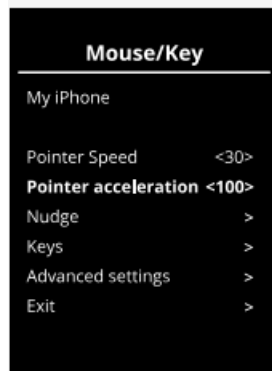 Mouse/Key
My iPhone
Pointer Speed <30>
Pointer acceleration <100>
Nudge >
Keys >
Advanced settings >
Exit >